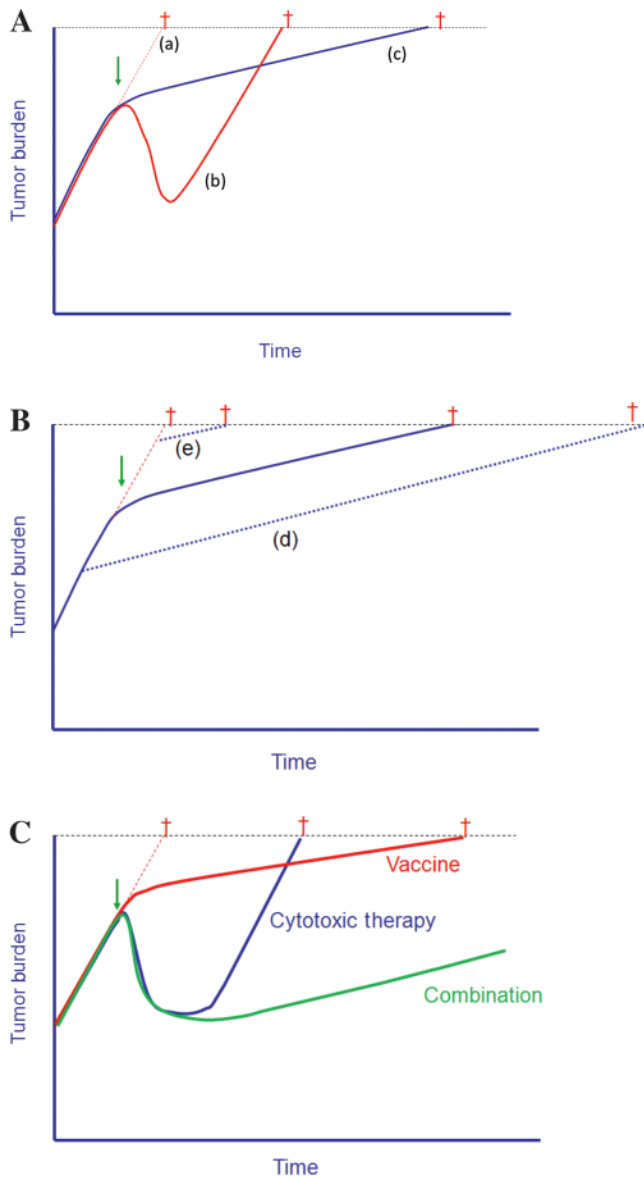 A
†
†
†
(a)
(c)
(b)
Tumor burden
Time
B
†
†
†
†
(e)
(d)
Tumor burden
Time
C
†
†
†
Vaccine
Cytotoxic therapy
Combination
Tumor burden
Time